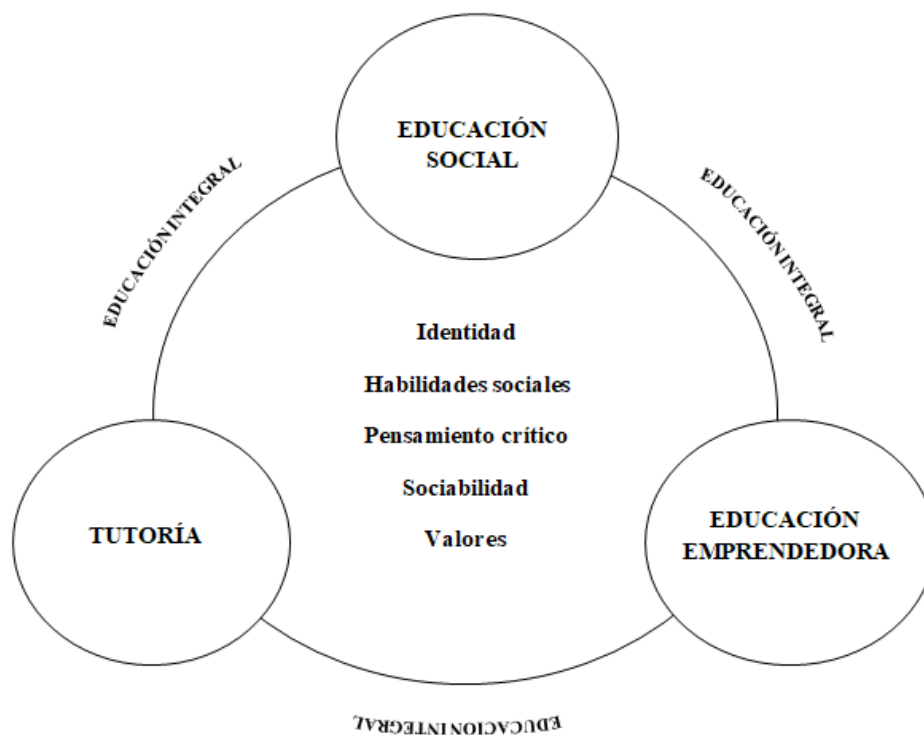 EDUCACIÓN
SOCIAL
EDUCACIÓN INTEGRAL
EDUCACIÓN INTEGRAL
Identidad
Habilidades sociales
Pensamiento crítico
Sociabilidad
Valores
TUTORÍA
EDUCACIÓN
EMPRENDEDORA
EDUCACIÓN INTEGRAL